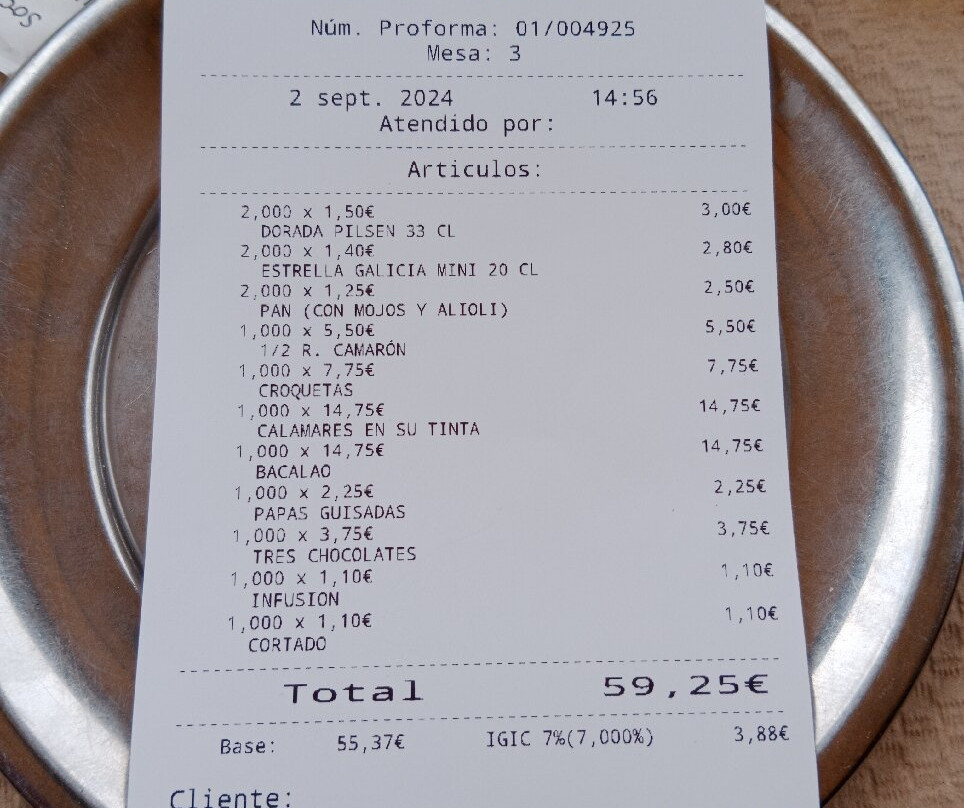 Núm. Proforma: 01/004925
Mesa: 3
2 sept. 2024 14:56
Atendido por:
Articulos:
2,000 x 1,50€ 3,00€
DORADA PILSEN 33 CL
2,000 x 1,40€ 2,80€
ESTRELLA GALICIA MINI 20 CL
2,000 x 1,25€ 2,50€
PAN (CON MOJOS Y ALIOLI)
1,000 x 5,50€ 5,50€
1/2 R. CAMARÓN
1,000 x 7,75€ 7,75€
CROQUETAS
1,000 x 14,75€ 14,75€
CALAMARES EN SU TINTA
1,000 x 14,75€ 14,75€
BACALAO
1,000 x 2,25€ 2,25€
PAPAS GUISADAS
1,000 x 3,75€ 3,75€
TRES CHOCOLATES
1,000 x 1,10€ 1,10€
INFUSION
1,000 x 1,10€ 1,10€
CORTADO
Total 59,25€
Base: 55,37€ IGIC 7%(7,000%) 3,88€
Cliente: